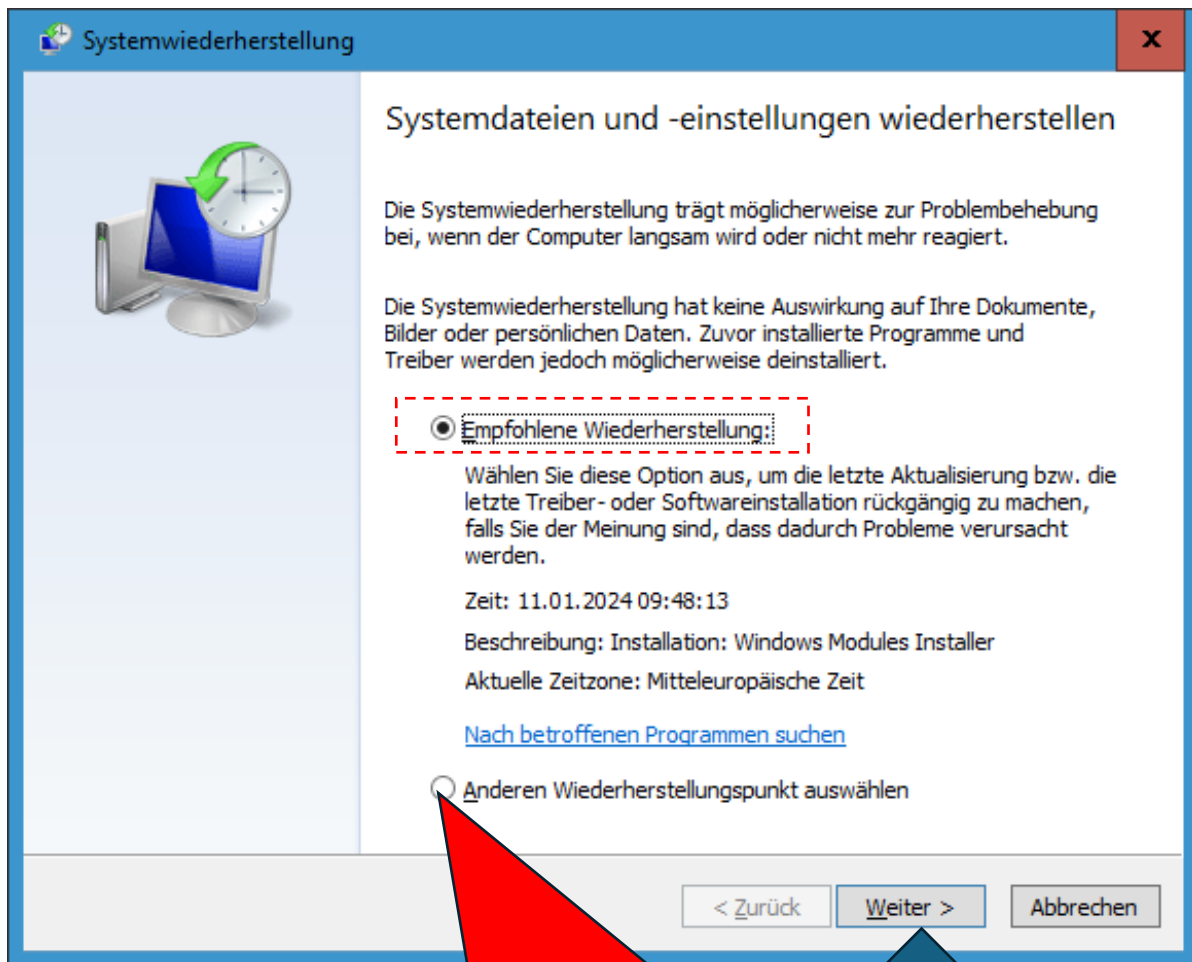 Systemwiederherstellung
x
Systemdateien und -einstellungen wiederherstellen
Die Systemwiederherstellung trägt möglicherweise zur Problembehebung
bei, wenn der Computer langsam wird oder nicht mehr reagiert.
Die Systemwiederherstellung hat keine Auswirkung auf Ihre Dokumente,
Bilder oder persönlichen Daten. Zuvor installierte Programme und
Treiber werden jedoch möglicherweise deinstalliert.
Empfohlene Wiederherstellung:
Wählen Sie diese Option aus, um die letzte Aktualisierung bzw. die
letzte Treiber- oder Softwareinstallation rückgängig zu machen,
falls Sie der Meinung sind, dass dadurch Probleme verursacht
werden.
Zeit: 11.01.2024 09:48:13
Beschreibung: Installation: Windows Modules Installer
Aktuelle Zeitzone: Mitteleuropäische Zeit
Nach betroffenen Programmen suchen
Anderen Wiederherstellungspunkt auswählen
< Zurück Weiter > Abbrechen